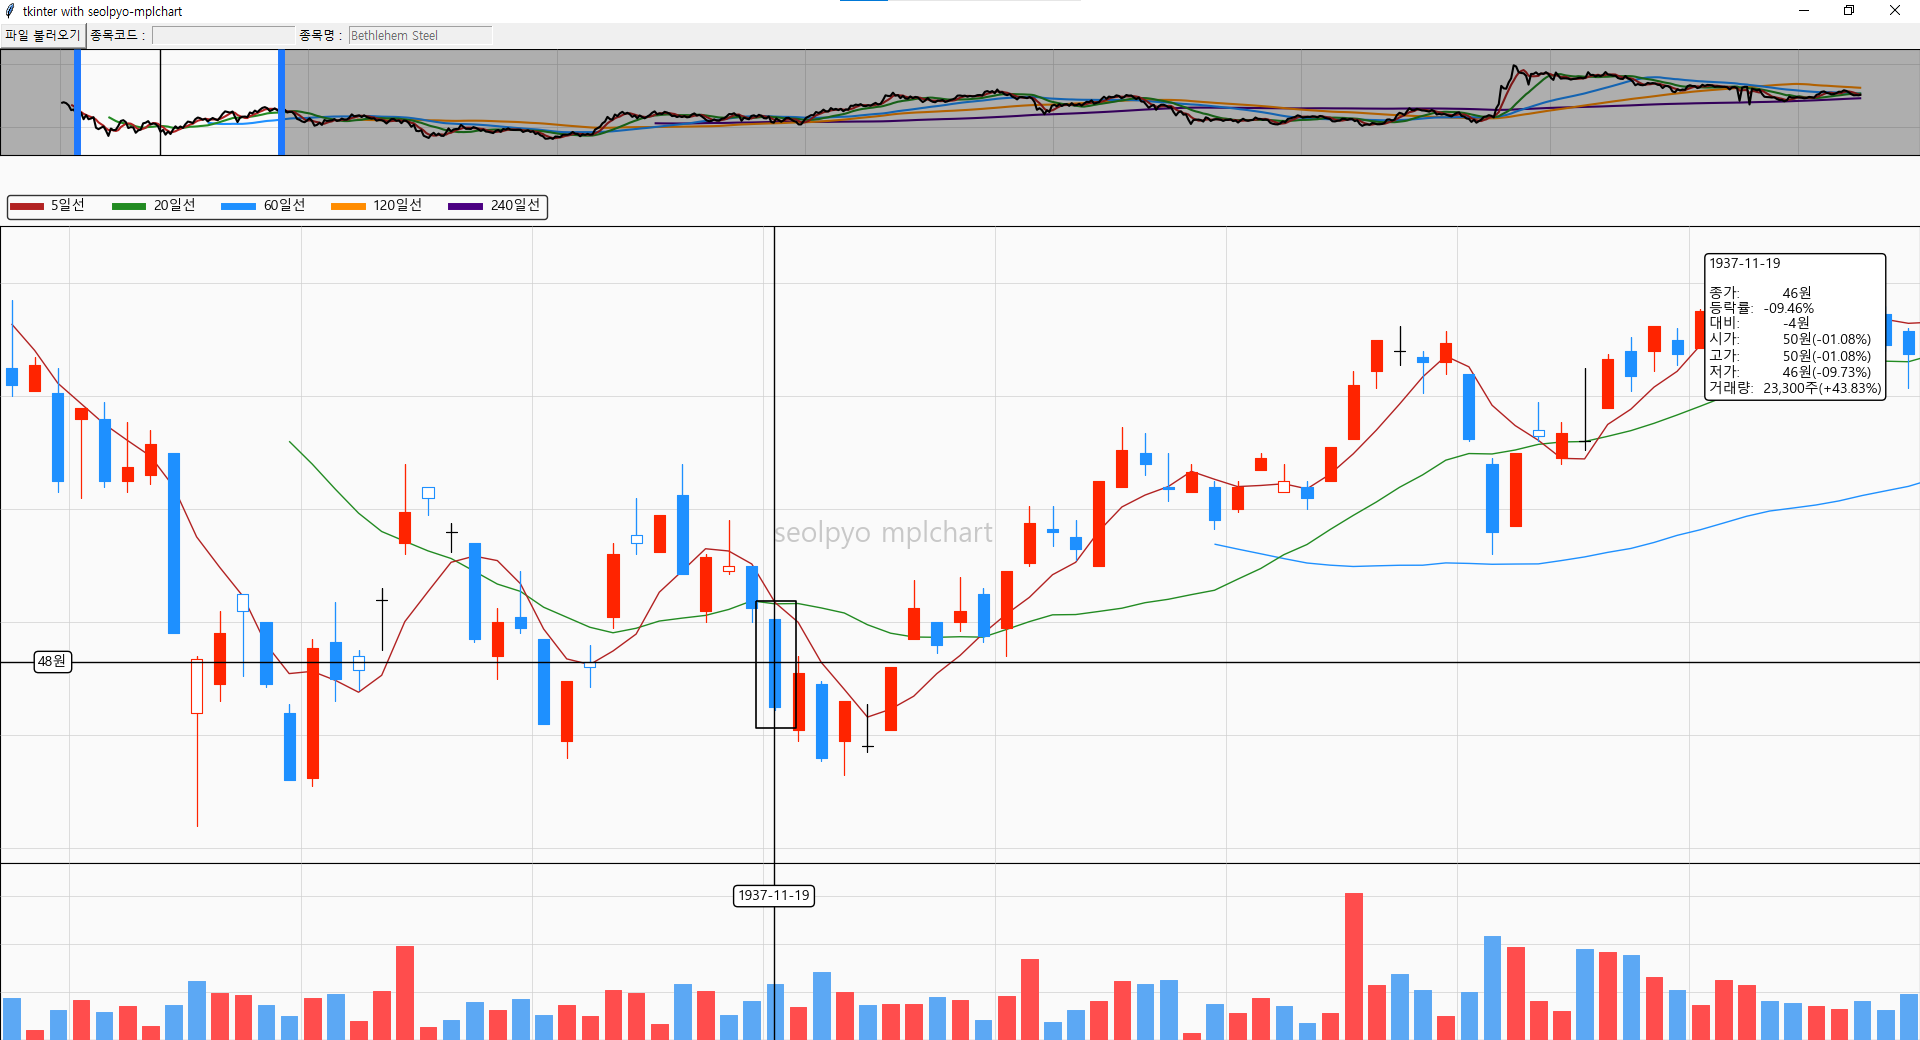 tkinter with seolpyo-mplchart
파일 불러오기 종목코드 : 종목명 : Bethlehem Steel
5일선 20일선 60일선 120일선 240일선
1937-11-19
종가: 46원
등락률: -09.46%
대비: -4원
시가: 50원(-01.08%)
고가: 50원(-01.08%)
저가: 46원(-09.73%)
거래량: 23,300주(+43.83%)
seolpyo mplchart
48원
1937-11-19